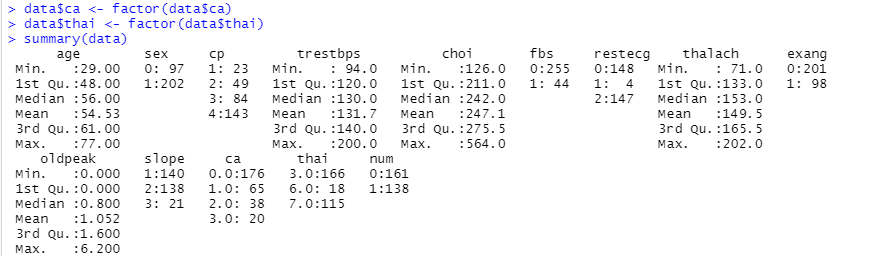 > data$ca <- factor(data$ca)
> data$thai <- factor(data$thai)
> summary(data)
      age        sex     cp         trestbps          choi       fbs     restecg    thalach      exang
 Min.   :29.00   0: 97   1: 23   Min.   : 94.0   Min.   :126.0   0:255   0:148   Min.   : 71.0   0:201
 1st Qu.:48.00   1:202   2: 49   1st Qu.:120.0   1st Qu.:211.0   1: 44   1:  4   1st Qu.:133.0   1: 98
 Median :56.00           3: 84   Median :130.0   Median :242.0           2:147   Median :153.0
 Mean   :54.53           4:143   Mean   :131.7   Mean   :247.1                   Mean   :149.5
 3rd Qu.:61.00                   3rd Qu.:140.0   3rd Qu.:275.5                   3rd Qu.:165.5
 Max.   :77.00                   Max.   :200.0   Max.   :564.0                   Max.   :202.0
    oldpeak      slope     ca        thai      num
 Min.   :0.000   1:140   0.0:176   3.0:166   0:161
 1st Qu.:0.000   2:138   1.0: 65   6.0: 18   1:138
 Median :0.800   3: 21   2.0: 38   7.0:115
 Mean   :1.052           3.0: 20
 3rd Qu.:1.600
 Max.   :6.200